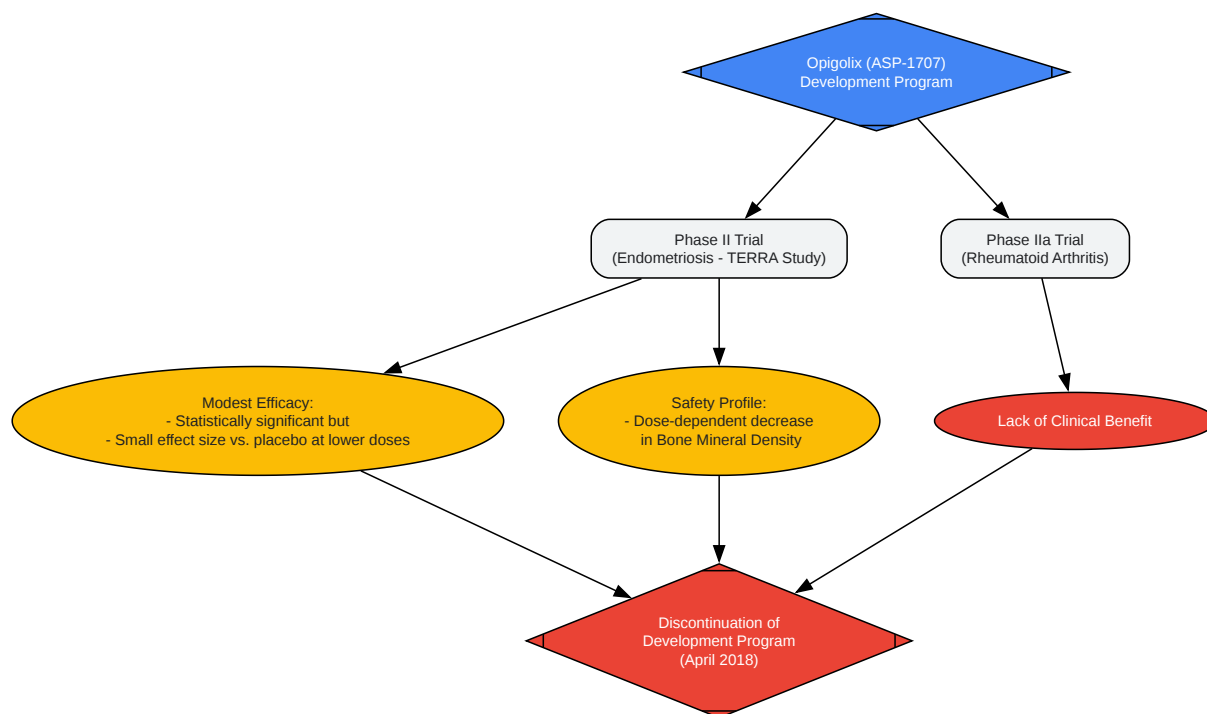 Opigolix (ASP-1707)
Development Program
Phase II Trial
(Endometriosis - TERRA Study)
Phase IIa Trial
(Rheumatoid Arthritis)
Modest Efficacy:
- Statistically significant but
- Small effect size vs. placebo at lower doses
Safety Profile:
- Dose-dependent decrease
in Bone Mineral Density
Lack of Clinical Benefit
Discontinuation of
Development Program
(April 2018)